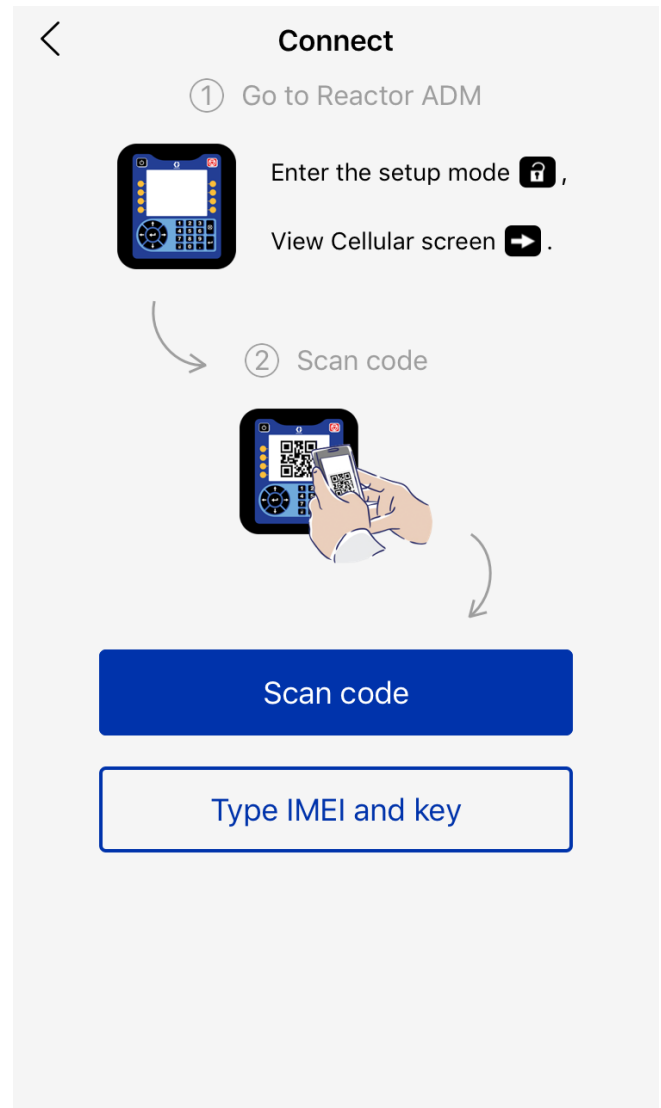 Connect
1 Go to Reactor ADM
Enter the setup mode ,
View Cellular screen .
2 Scan code
Scan code
Type IMEI and key